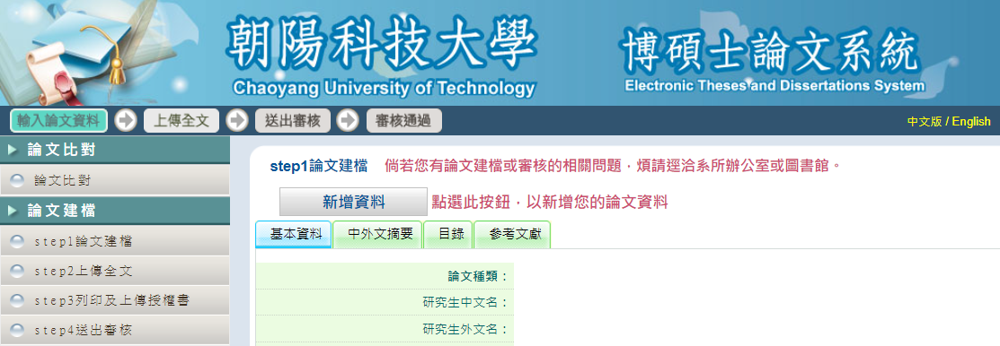 朝陽科技大學
Chaoyang University of Technology
博碩士論文系統
Electronic Theses and Dissertations System
輸入論文資料 上傳全文 送出審核 審核通過
中文版 / English
論文比對
論文比對
論文建檔
step1論文建檔
step2上傳全文
step3列印及上傳授權書
step4送出審核
step1論文建檔 倘若您有論文建檔或審核的相關問題，煩請逕洽系所辦公室或圖書館。
新增資料 點選此按鈕，以新增您的論文資料
基本資料 中外文摘要 目錄 參考文獻
論文種類：
研究生中文名：
研究生外文名：